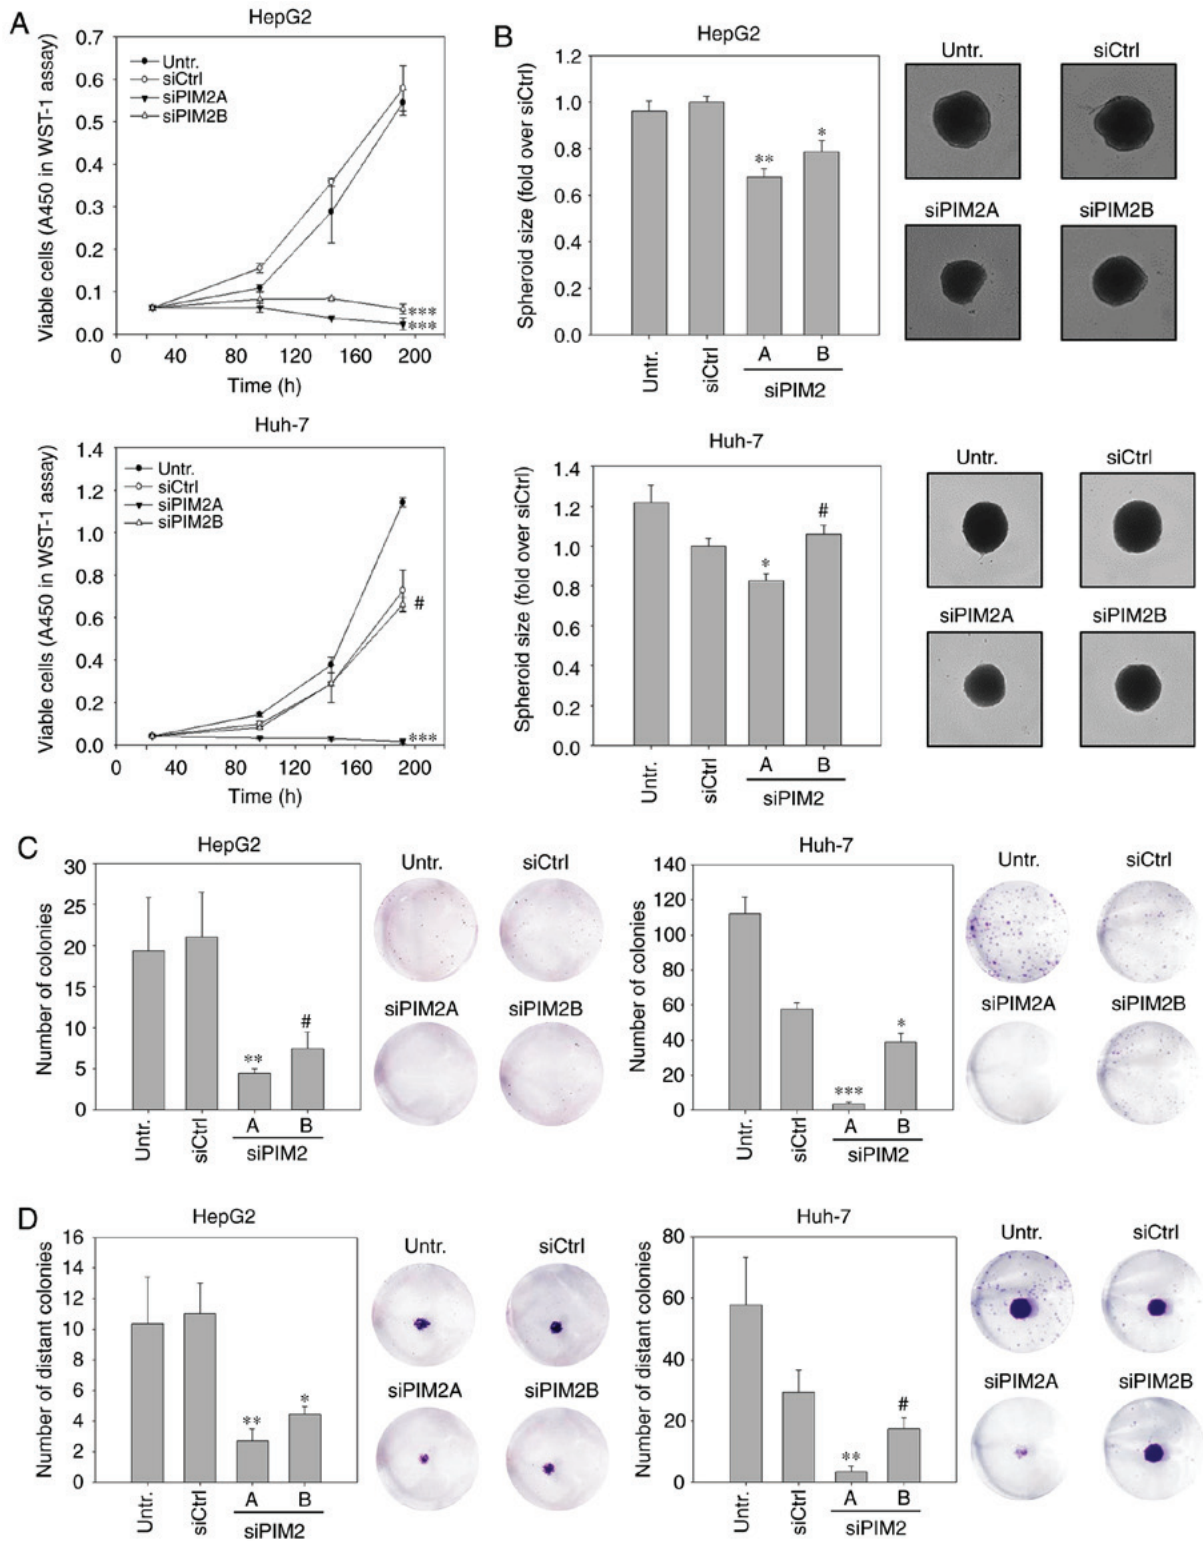 A
HepG2
Viable cells (A450 in WST-1 assay)
0.7
0.6
0.5
0.3
0.2
0.1
0.0
Untr.
siCtrl
siPIM2A
siPIM2B
***
***
0 40 80 120 160 200
Time (h)
Huh-7
Viable cells (A450 in WST-1 assay)
1.4
1.2
1.0
0.8
0.6
0.4
0.2
0.0
Untr.
siCtrl
siPIM2A
siPIM2B
#
***
0 40 80 120 160 200
Time (h)
B
HepG2
Spheroid size (fold over siCtrl)
1.2
1.0
0.8
0.6
0.4
0.2
0.0
**
*
Untr.
siCtrl
A B
siPIM2
Untr. siCtrl
siPIM2A siPIM2B
Huh-7
Spheroid size (fold over siCtrl)
1.4
1.2
1.0
0.8
0.6
0.4
0.2
0.0
*
#
Untr.
siCtrl
A B
siPIM2
Untr. siCtrl
siPIM2A siPIM2B
C
HepG2
Number of colonies
30
25
20
15
10
5
0
**
#
Untr.
siCtrl
A B
siPIM2
Untr. siCtrl
siPIM2A siPIM2B
Huh-7
Number of colonies
140
120
100
80
60
40
20
0
***
*
Untr.
siCtrl
A B
siPIM2
Untr. siCtrl
siPIM2A siPIM2B
D
HepG2
Number of distant colonies
16
14
12
10
8
6
4
2
0
**
*
Untr.
siCtrl
A B
siPIM2
Untr. siCtrl
siPIM2A siPIM2B
Huh-7
Number of distant colonies
80
60
40
20
0
**
#
Untr.
siCtrl
A B
siPIM2
Untr. siCtrl
siPIM2A siPIM2B